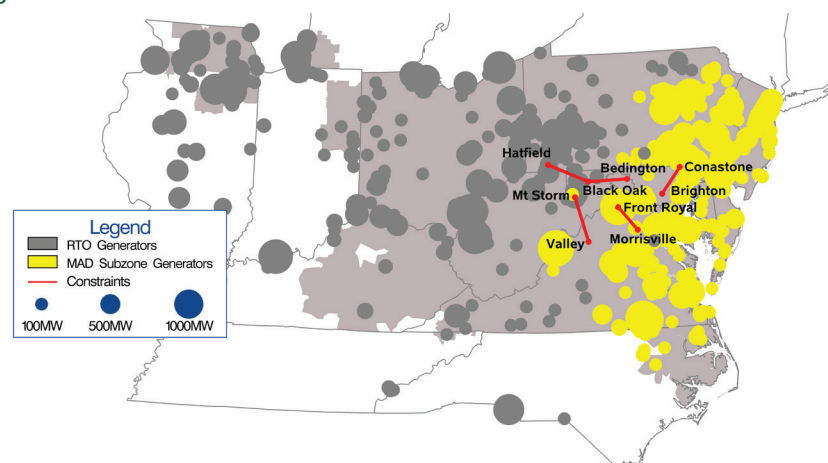 Hatfield
Bedington
Conastone
Mt Storm
Black Oak
Brighton
Front Royal
Valley
Morrisville
Legend
RTO Generators
MAD Subzone Generators
Constraints
100MW
500MW
1000MW